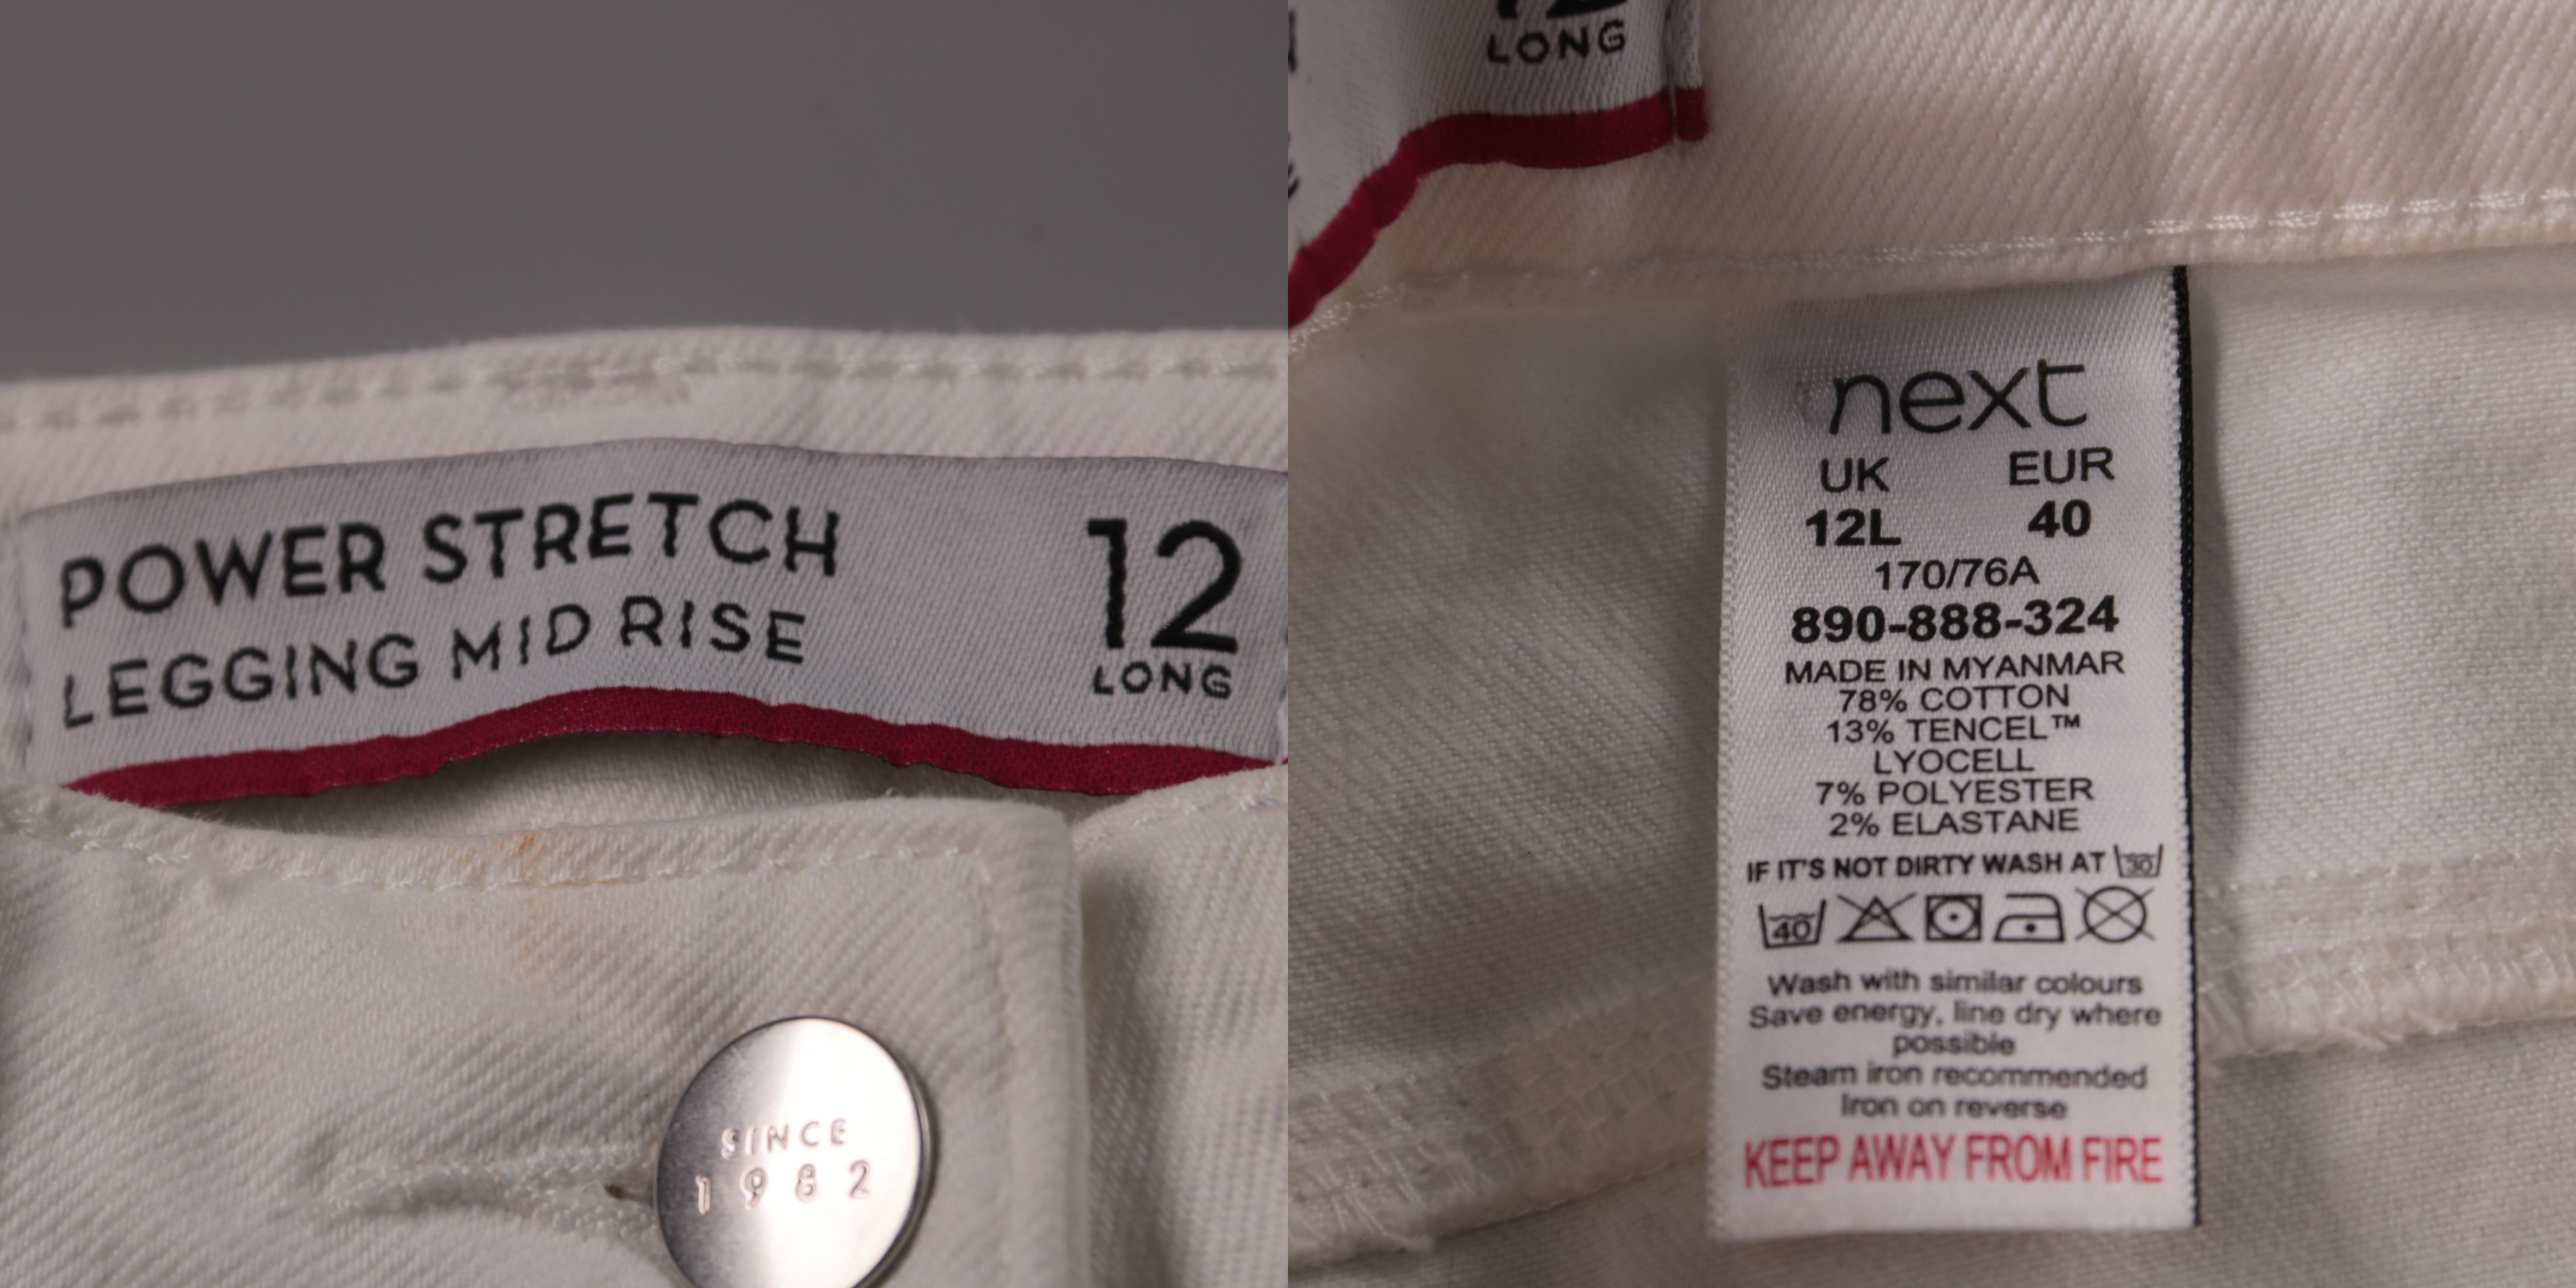 POWER STRETCH
LEGGING MID RISE
12
LONG
SINCE
1982
LONG
next
UK EUR
12L 40
170/76A
890-888-324
MADE IN MYANMAR
78% COTTON
13% TENCEL™
LYOCELL
7% POLYESTER
2% ELASTANE
IF IT'S NOT DIRTY WASH AT 30
40
Wash with similar colours
Save energy, line dry where
possible
Steam iron recommended
Iron on reverse
KEEP AWAY FROM FIRE